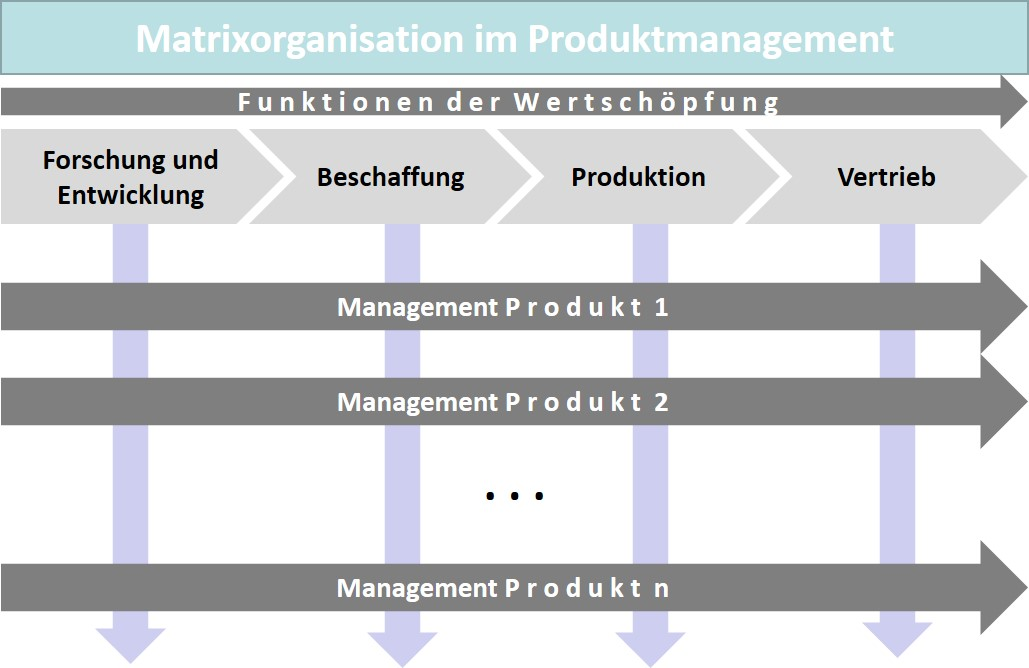 Matrixorganisation im Produktmanagement
Funktionen der Wertschöpfung
Forschung und
Entwicklung
Beschaffung
Produktion
Vertrieb
Management Produkt 1
Management Produkt 2
...
Management Produkt n